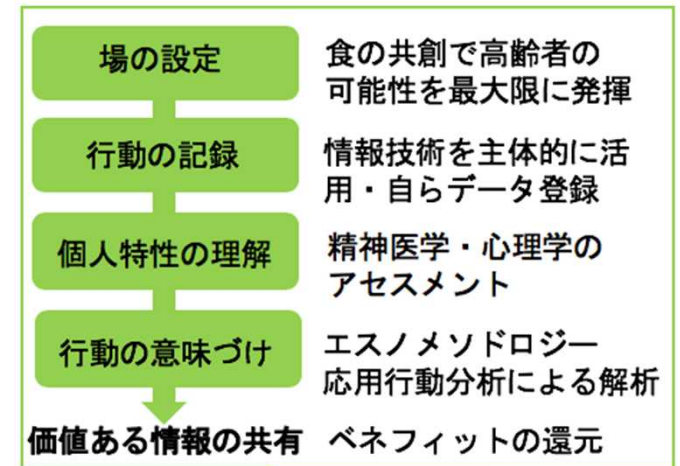 場の設定
食の共創で高齢者の
可能性を最大限に発揮
行動の記録
情報技術を主体的に活
用・自らデータ登録
個人特性の理解
精神医学・心理学の
アセスメント
行動の意味づけ
エスノメソドロジー
応用行動分析による解析
価値ある情報の共有
ベネフィットの還元